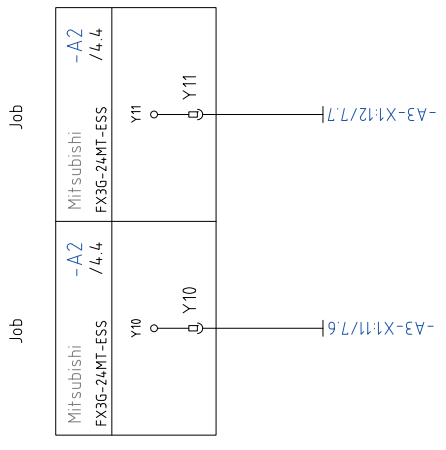 Job
-A2
/4.4
Mitsubishi
FX3G-24MT-ESS
Y11
Y11
-A3-X1:12/7.7
Job
-A2
/4.4
Mitsubishi
FX3G-24MT-ESS
Y10
Y10
-A3-X1:11/7.6